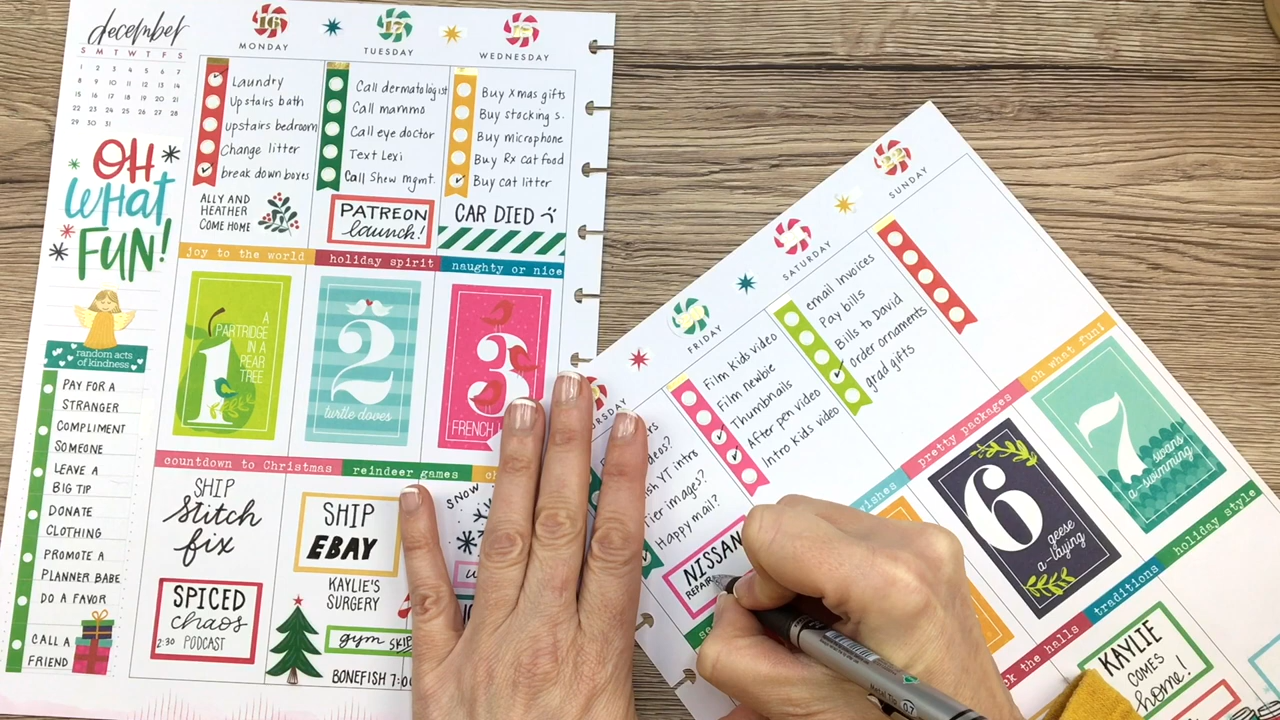 december
S M T W T F S
1 2 3 4 5 6 7
8 9 10 11 12 13 14
15 16 17 18 19 20 21
22 23 24 25 26 27 28
29 30 31
OH
WHAT
FUN!
random acts
of kindness
PAY FOR A
STRANGER
COMPLIMENT
SOMEONE
LEAVE A
BIG TIP
DONATE
CLOTHING
PROMOTE A
PLANNER BABE
DO A FAVOR
CALL A
FRIEND
16
MONDAY
Laundry
Upstairs bath
upstairs bedroom
Change litter
break down boxes
ALLY AND
HEATHER
COME HOME
joy to the world
A
PARTRIDGE
IN A
PEAR
TREE
1
countdown to Christmas
SHIP
Stitch
fix
SPICED
chaos
2:30 PODCAST
17
TUESDAY
Call dermatologist
Call mammo
Call eye doctor
Text Lexi
Call Shew mgmt.
PATREON
launch!
holiday spirit
2
turtle doves
reindeer games
SHIP
EBAY
KAYLIE'S
SURGERY
gym SKIP
BONEFISH 7:0
WEDNESDAY
Buy Xmas gifts
Buy stocking s.
Buy microphone
Buy Rx cat food
Buy cat litter
CAR DIED
naughty or nice
3
FRENCH
SNOW
Happy mail?
NISSAN
REPAIR
FRIDAY
Film Kids video
Film newbie
Thumbnails
After pen video
Intro Kids video
SATURDAY
email Invoices
Pay bills
Bills to David
Order ornaments
grad gifts
pretty packages
6
geese
a-laying
traditions
KAYLIE
COMES
home!
22
SUNDAY
oh what fun!
7
swans
a-swimming
holiday style